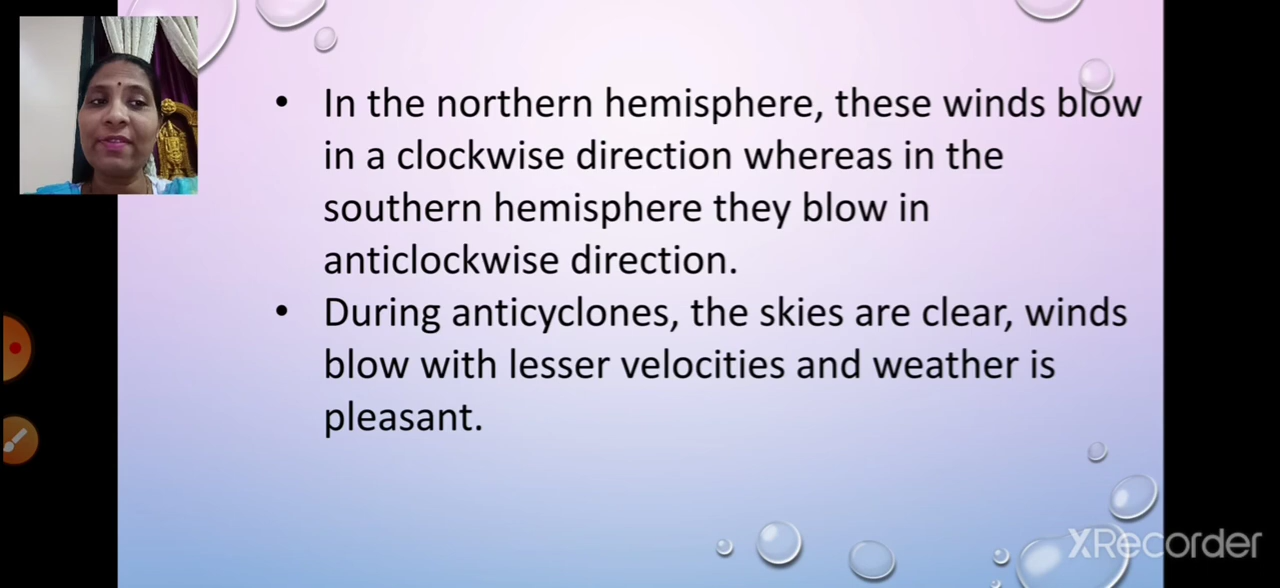 • In the northern hemisphere, these winds blow
in a clockwise direction whereas in the
southern hemisphere they blow in
anticlockwise direction.
• During anticyclones, the skies are clear, winds
blow with lesser velocities and weather is
pleasant.
XRecorder